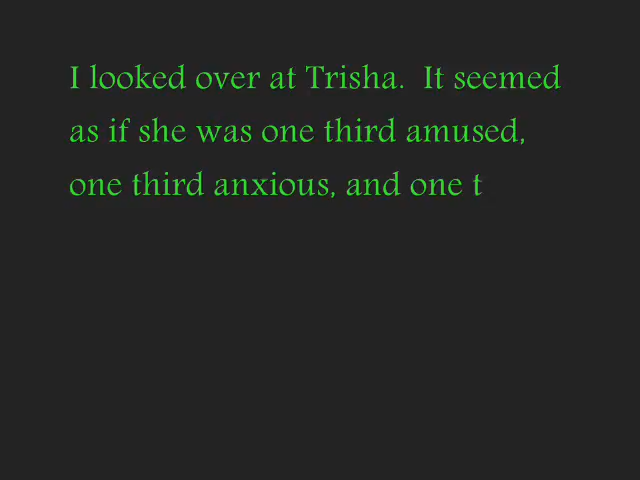 I looked over at Trisha.  It seemed
as if she was one third amused,
one third anxious, and one t